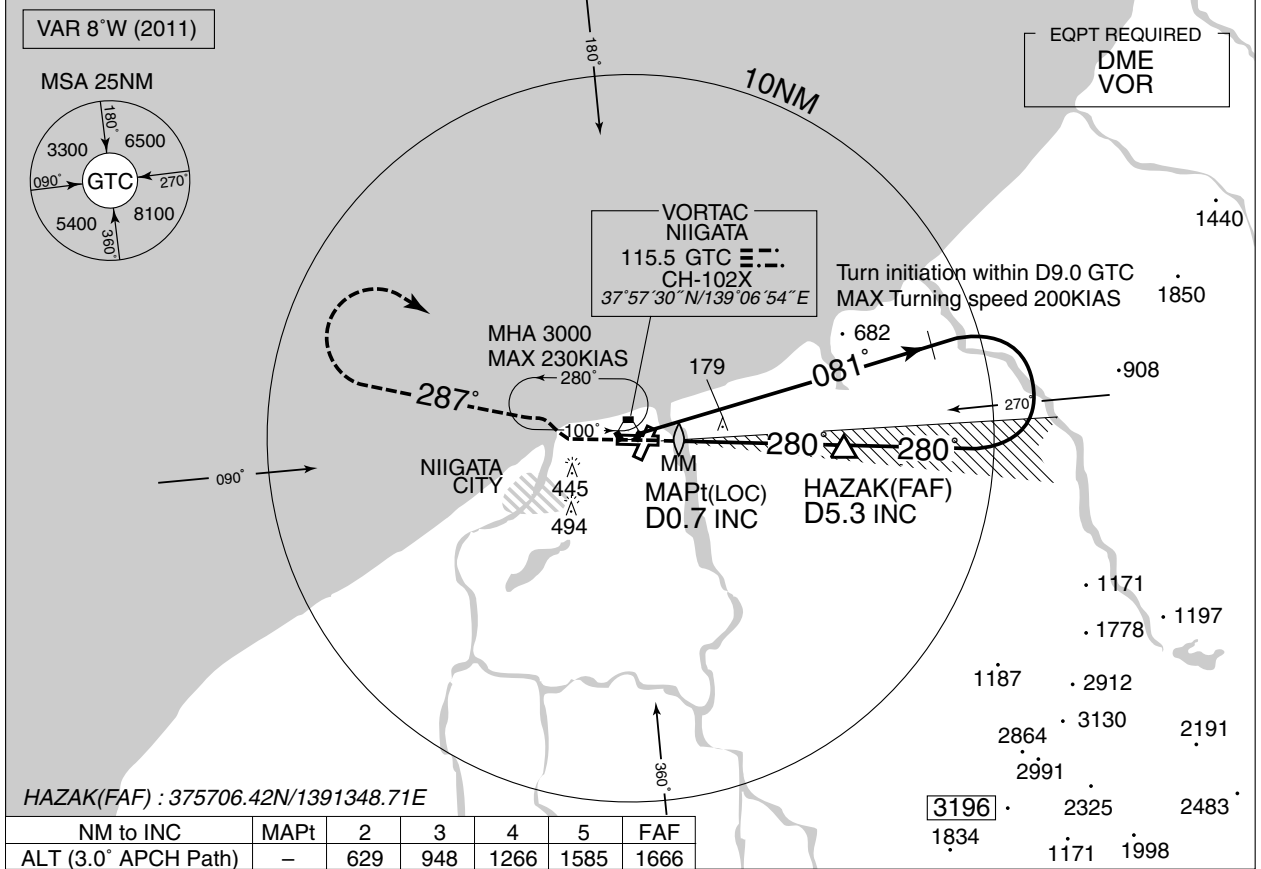 VAR 8°W (2011)
MSA 25NM
180°
3300
6500
090°
GTC
270°
5400
8100
360°
180°
10NM
EQPT REQUIRED
DME
VOR
VORTAC
NIIGATA
115.5 GTC
CH-102X
37°57´30˝N/139°06´54˝E
1440
Turn initiation within D9.0 GTC
MAX Turning speed 200KIAS
1850
MHA 3000
MAX 230KIAS
682
179
081°
908
280°
287°
270°
100°
280°
280°
MM
090°
NIIGATA
CITY
445
494
MAPt(LOC)
D0.7 INC
HAZAK(FAF)
D5.3 INC
1171
1197
1778
1187
2912
3130
2864
2191
2991
360°
3196
2325
2483
1834
1171
1998
HAZAK(FAF) : 375706.42N/1391348.71E
NM to INC MAPt 2 3 4 5 FAF
ALT (3.0° APCH Path) – 629 948 1266 1585 1666